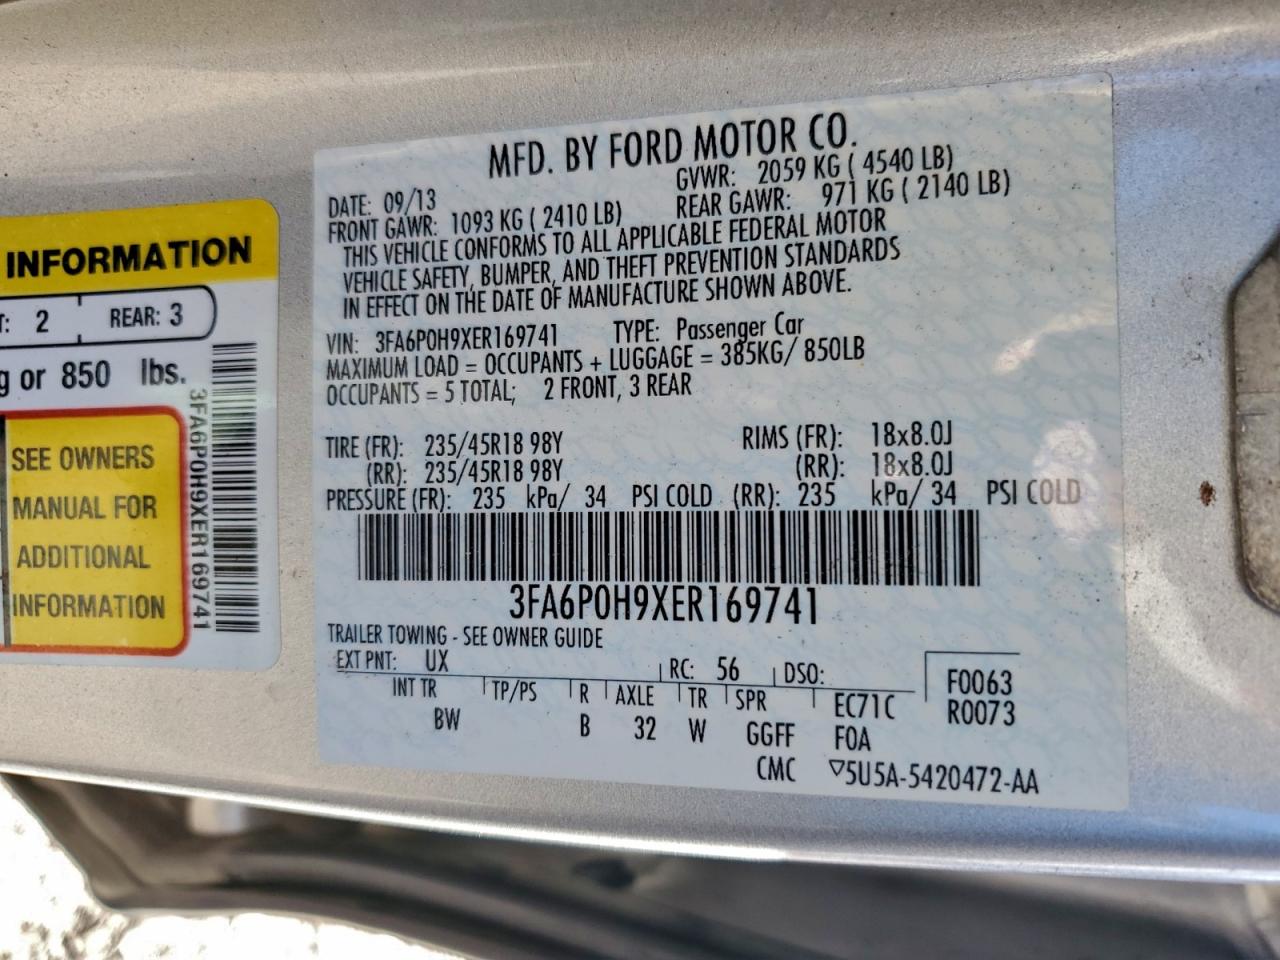 INFORMATION
T: 2 REAR: 3
g or 850 lbs.
SEE OWNERS
MANUAL FOR
ADDITIONAL
INFORMATION
3FA6P0H9XER169741
MFD. BY FORD MOTOR CO.
DATE: 09/13 GVWR: 2059 KG ( 4540 LB)
FRONT GAWR: 1093 KG ( 2410 LB) REAR GAWR: 971 KG ( 2140 LB)
THIS VEHICLE CONFORMS TO ALL APPLICABLE FEDERAL MOTOR
VEHICLE SAFETY, BUMPER, AND THEFT PREVENTION STANDARDS
IN EFFECT ON THE DATE OF MANUFACTURE SHOWN ABOVE.
VIN: 3FA6P0H9XER169741 TYPE: Passenger Car
MAXIMUM LOAD = OCCUPANTS + LUGGAGE = 385KG/ 850LB
OCCUPANTS = 5 TOTAL; 2 FRONT, 3 REAR
TIRE (FR): 235/45R18 98Y RIMS (FR): 18x8.0J
(RR): 235/45R18 98Y (RR): 18x8.0J
PRESSURE (FR): 235 kPa/ 34 PSI COLD (RR): 235 kPa/ 34 PSI COLD
3FA6P0H9XER169741
TRAILER TOWING - SEE OWNER GUIDE
EXT PNT: UX RC: 56 DSO: F0063
INT TR TP/PS R AXLE TR SPR EC71C R0073
BW B 32 W GGFF FOA
CMC ▽5U5A-5420472-AA